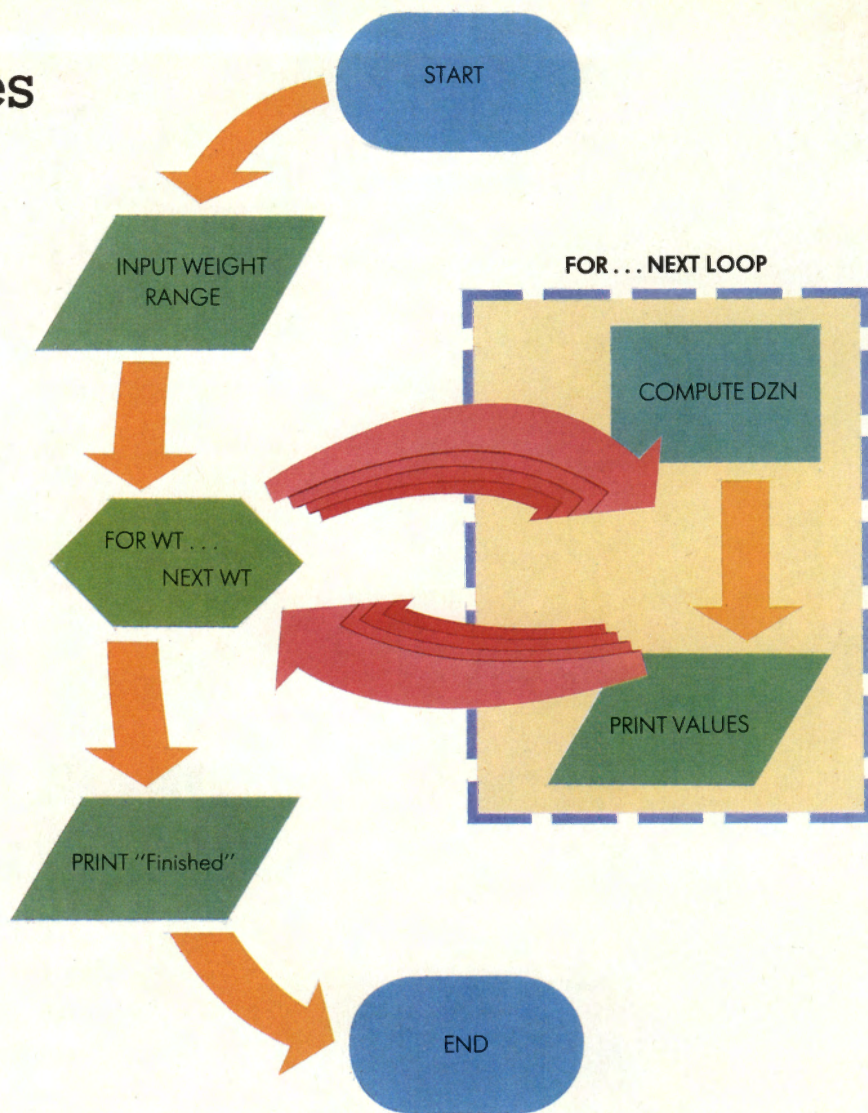 es
START
INPUT WEIGHT
RANGE
FOR . . . NEXT LOOP
COMPUTE DZN
FOR WT . . .
NEXT WT
PRINT VALUES
PRINT "Finished"
END